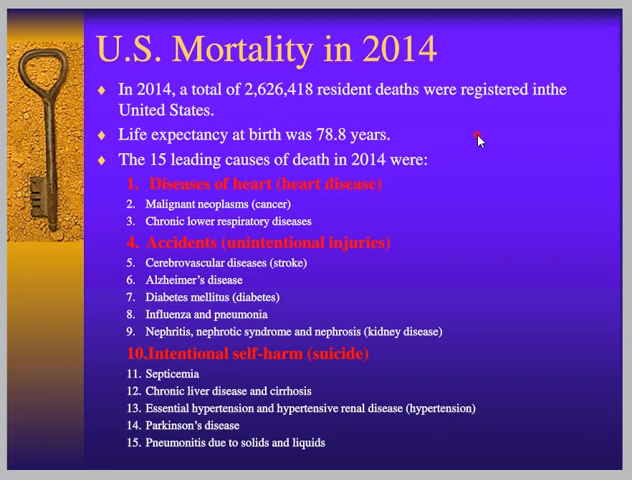 U.S. Mortality in 2014
♦ In 2014, a total of 2,626,418 resident deaths were registered inthe
United States.
♦ Life expectancy at birth was 78.8 years.
♦ The 15 leading causes of death in 2014 were:
1. Diseases of heart (heart disease)
2. Malignant neoplasms (cancer)
3. Chronic lower respiratory diseases
4. Accidents (unintentional injuries)
5. Cerebrovascular diseases (stroke)
6. Alzheimer’s disease
7. Diabetes mellitus (diabetes)
8. Influenza and pneumonia
9. Nephritis, nephrotic syndrome and nephrosis (kidney disease)
10.Intentional self-harm (suicide)
11. Septicemia
12. Chronic liver disease and cirrhosis
13. Essential hypertension and hypertensive renal disease (hypertension)
14. Parkinson’s disease
15. Pneumonitis due to solids and liquids